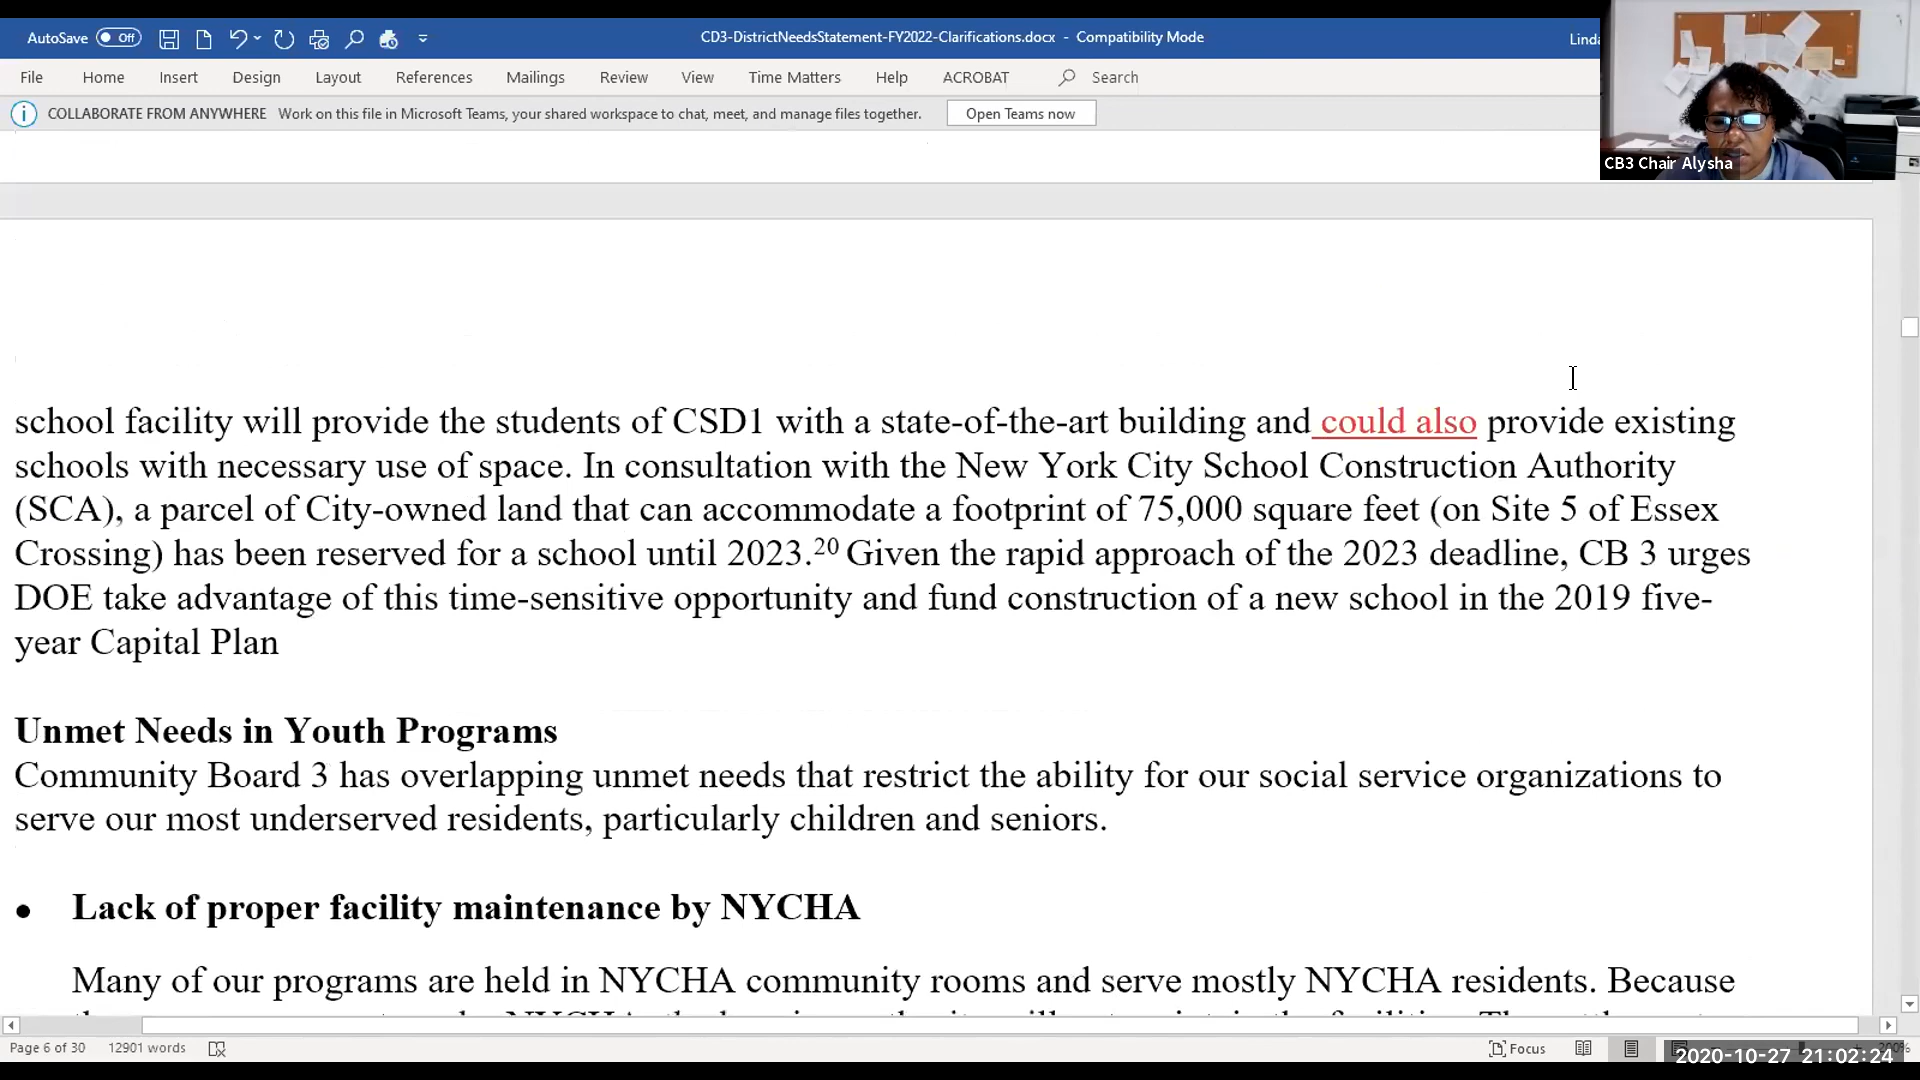 AutoSave Off CD3-DistrictNeedsStatement-FY2022-Clarifications.docx - Compatibility Mode Linda
File Home Insert Design Layout References Mailings Review View Time Matters Help ACROBAT Search
COLLABORATE FROM ANYWHERE Work on this file in Microsoft Teams, your shared workspace to chat, meet, and manage files together. Open Teams now
CB3 Chair Alysha
school facility will provide the students of CSD1 with a state-of-the-art building and could also provide existing
schools with necessary use of space. In consultation with the New York City School Construction Authority
(SCA), a parcel of City-owned land that can accommodate a footprint of 75,000 square feet (on Site 5 of Essex
Crossing) has been reserved for a school until 2023.20 Given the rapid approach of the 2023 deadline, CB 3 urges
DOE take advantage of this time-sensitive opportunity and fund construction of a new school in the 2019 five-
year Capital Plan
Unmet Needs in Youth Programs
Community Board 3 has overlapping unmet needs that restrict the ability for our social service organizations to
serve our most underserved residents, particularly children and seniors.
• Lack of proper facility maintenance by NYCHA
Many of our programs are held in NYCHA community rooms and serve mostly NYCHA residents. Because
Page 6 of 30 12901 words Focus 200%
2020-10-27 21:02:24